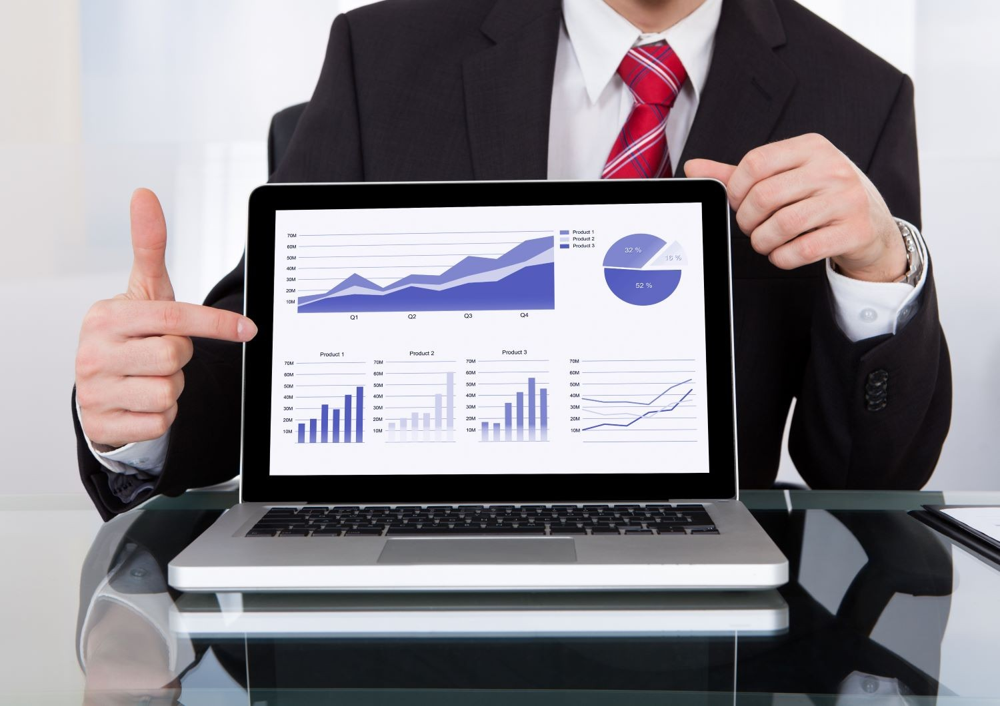 70M
60M
50M
40M
30M
20M
10M
Q1 Q2 Q3 Q4
Product 1
Product 2
Product 3
32 %
16 %
52 %
Product 1
70M
60M
50M
40M
30M
20M
10M
Product 2
70M
60M
50M
40M
30M
20M
10M
Product 3
70M
60M
50M
40M
30M
20M
10M
70M
60M
50M
40M
30M
20M
10M